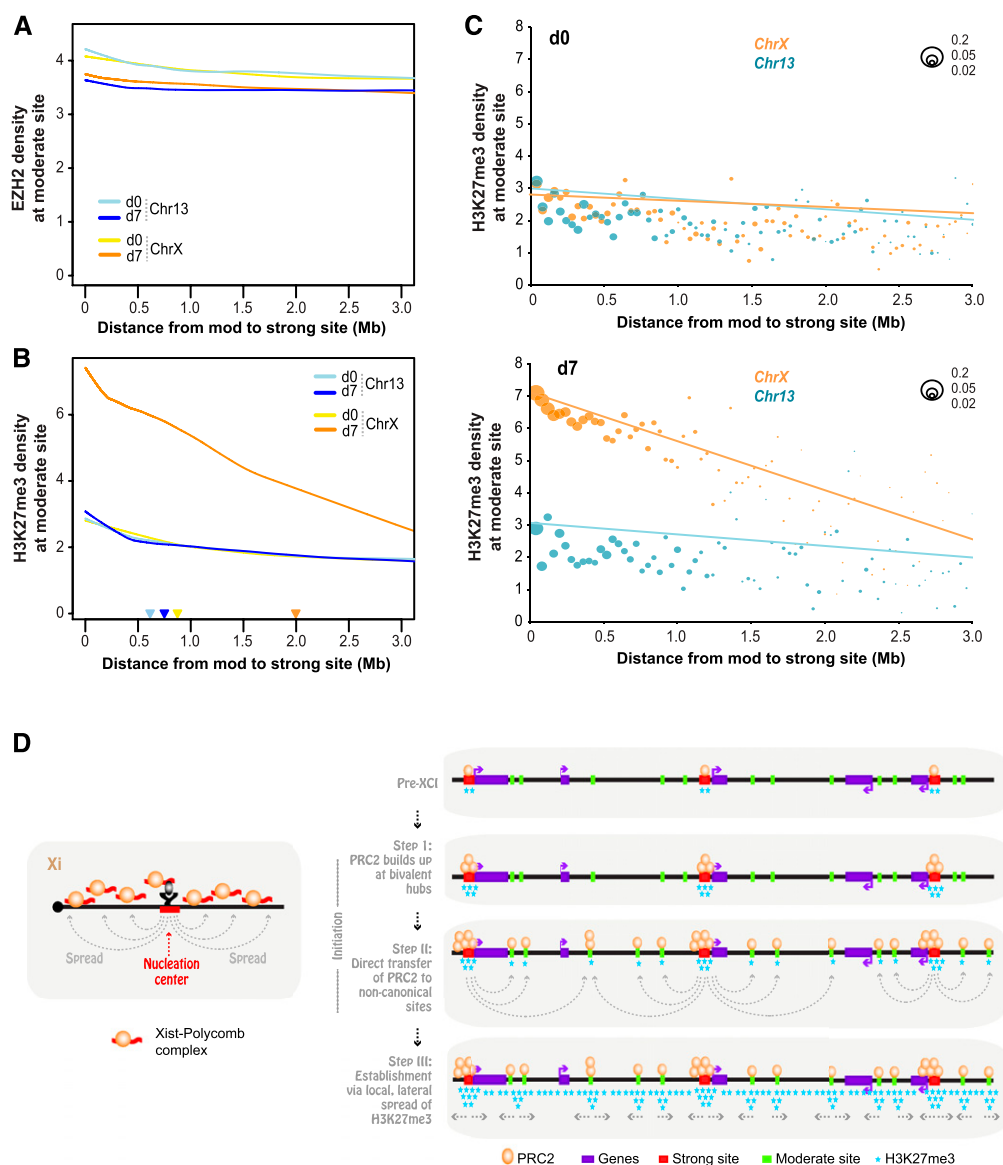 A
EZH2 density
at moderate site
4
3
2
1
0
d0
d7
Chr13
d0
d7
ChrX
0 0.5 1.0 1.5 2.0 2.5 3.0
Distance from mod to strong site (Mb)
B
H3K27me3 density
at moderate site
6
4
2
0
d0
d7
Chr13
d0
d7
ChrX
0 0.5 1.0 1.5 2.0 2.5 3.0
Distance from mod to strong site (Mb)
C
d0
ChrX
Chr13
0.2
0.05
0.02
H3K27me3 density
at moderate site
8
7
6
5
4
3
2
1
0
0 0.5 1.0 1.5 2.0 2.5 3.0
Distance from mod to strong site (Mb)
d7
ChrX
Chr13
0.2
0.05
0.02
H3K27me3 density
at moderate site
8
7
6
5
4
3
2
1
0
0 0.5 1.0 1.5 2.0 2.5 3.0
Distance from mod to strong site (Mb)
D
Xi
Spread
Nucleation
center
Spread
Xist-Polycomb
complex
Pre-XCI
Initiation
Step I:
PRC2 builds up
at bivalent
hubs
Step II:
Direct transfer
of PRC2 to
non-canonical
sites
Step III:
Establishment
via local, lateral
spread of
H3K27me3
PRC2 Genes Strong site Moderate site H3K27me3